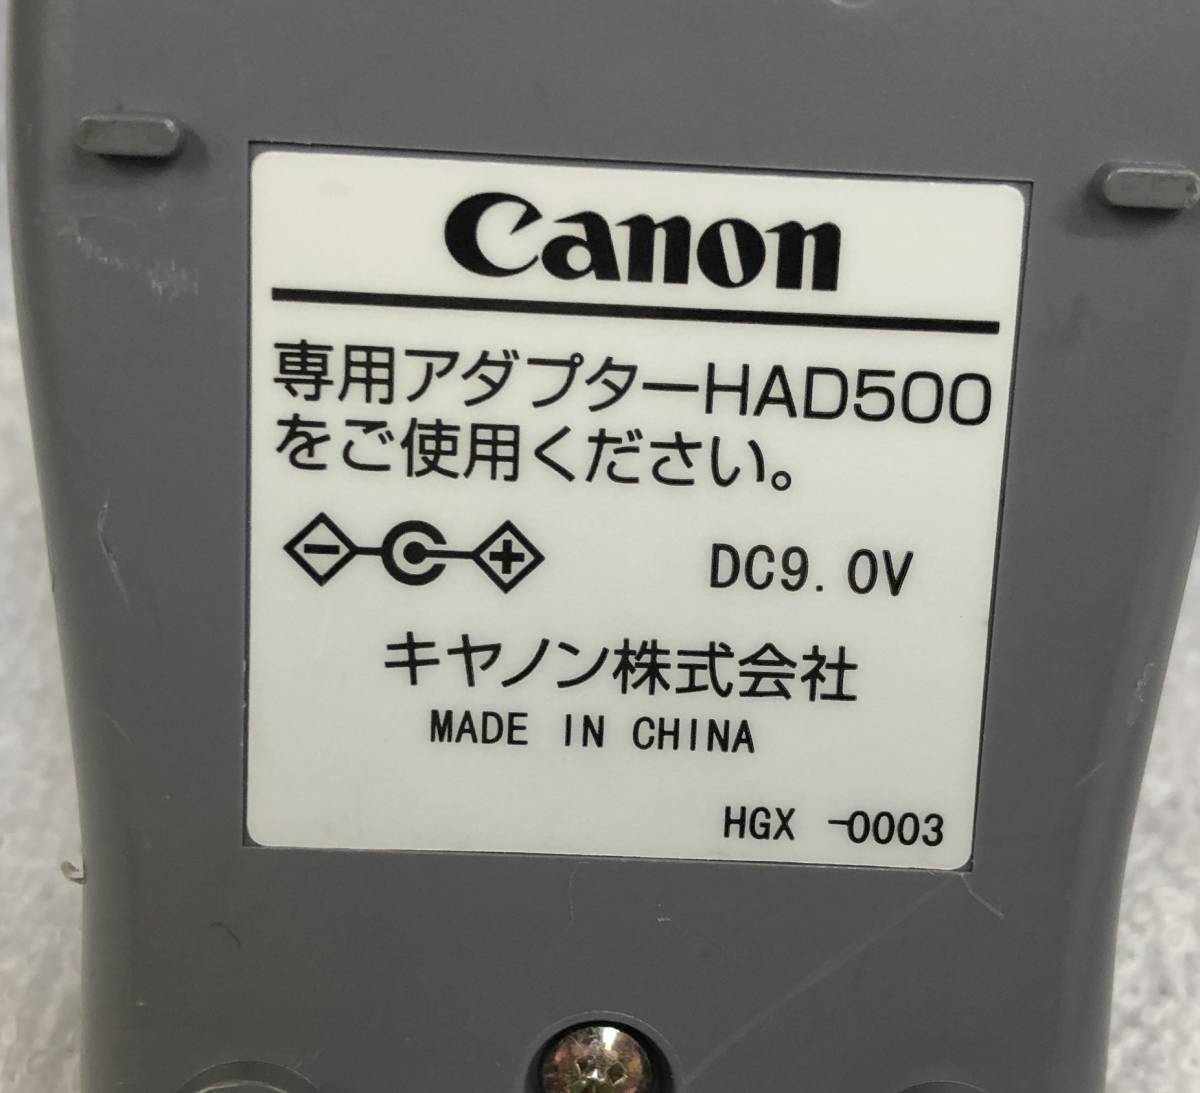 Canon
専用アダプターHAD500
をご使用ください。
DC9.0V
キヤノン株式会社
MADE IN CHINA
HGX -0003